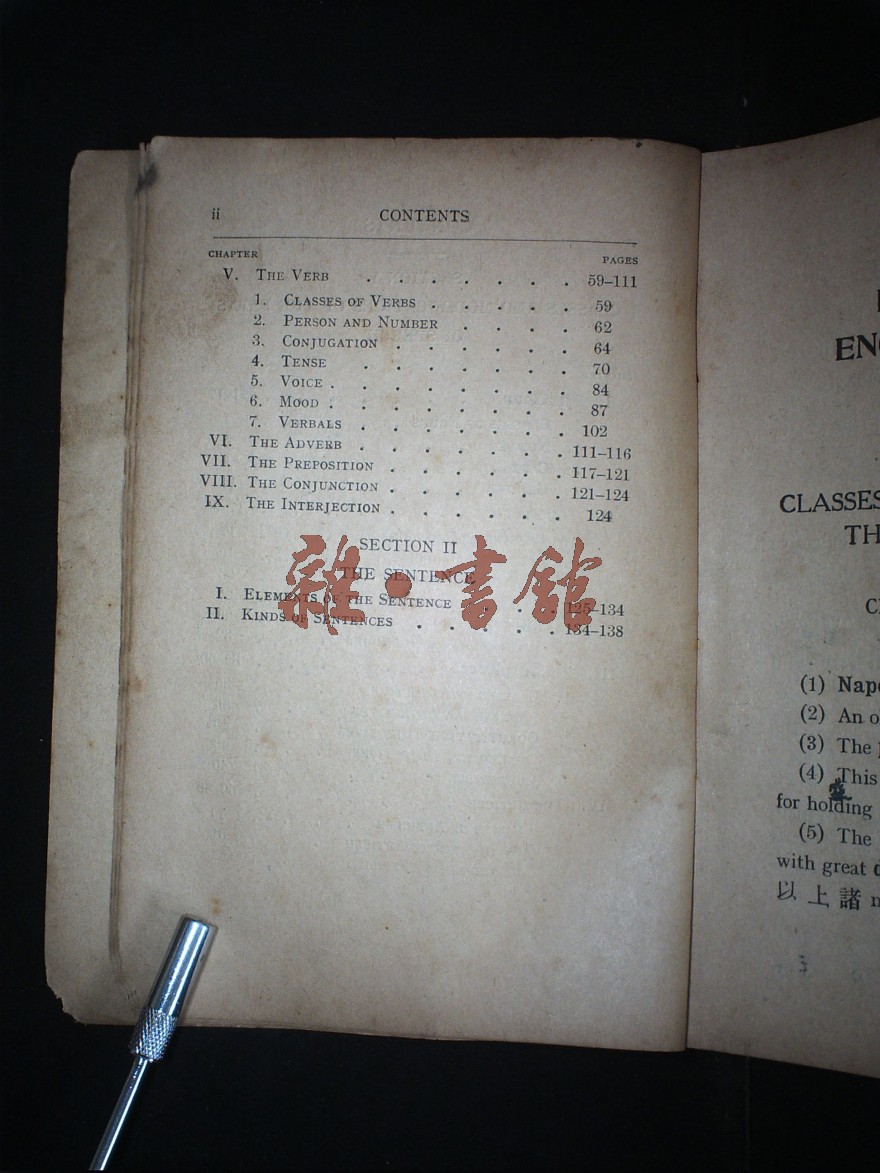 ii CONTENTS
CHAPTER PAGES
V. THE VERB . . . . . . . 59–111
1. CLASSES OF VERBS . . . . . 59
2. PERSON AND NUMBER . . . . 62
3. CONJUGATION . . . . . . 64
4. TENSE . . . . . . . 70
5. VOICE . . . . . . . . 84
6. MOOD . . . . . . . . 87
7. VERBALS . . . . . . . 102
VI. THE ADVERB . . . . . . . 111–116
VII. THE PREPOSITION . . . . . . 117–121
VIII. THE CONJUNCTION . . . . . . 121–124
IX. THE INTERJECTION . . . . . . 124
SECTION II
THE SENTENCE
I. ELEMENTS OF THE SENTENCE . . . . 125–134
II. KINDS OF SENTENCES . . . . . 134–138
雜·書館
CLASSES
TH
(1) Nap
(2) An o
(3) The
(4) This
for holding
(5) The
with great d
以上諸 n